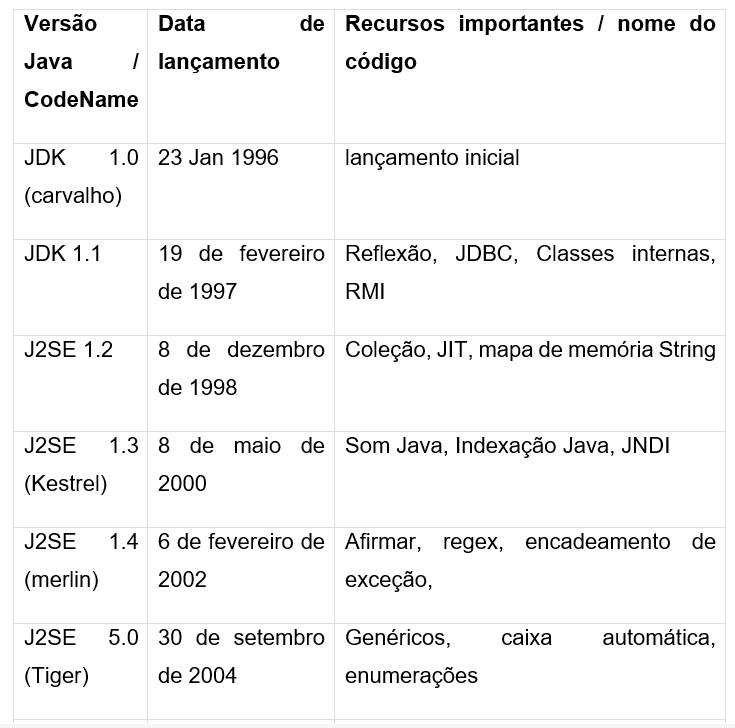 Versão Java / CodeName
Data de lançamento
Recursos importantes / nome do código
JDK 1.0 (carvalho)
23 Jan 1996
lançamento inicial
JDK 1.1
19 de fevereiro de 1997
Reflexão, JDBC, Classes internas, RMI
J2SE 1.2
8 de dezembro de 1998
Coleção, JIT, mapa de memória String
J2SE 1.3 (Kestrel)
8 de maio de 2000
Som Java, Indexação Java, JNDI
J2SE 1.4 (merlin)
6 de fevereiro de 2002
Afirmar, regex, encadeamento de exceção,
J2SE 5.0 (Tiger)
30 de setembro de 2004
Genéricos, caixa automática, enumerações